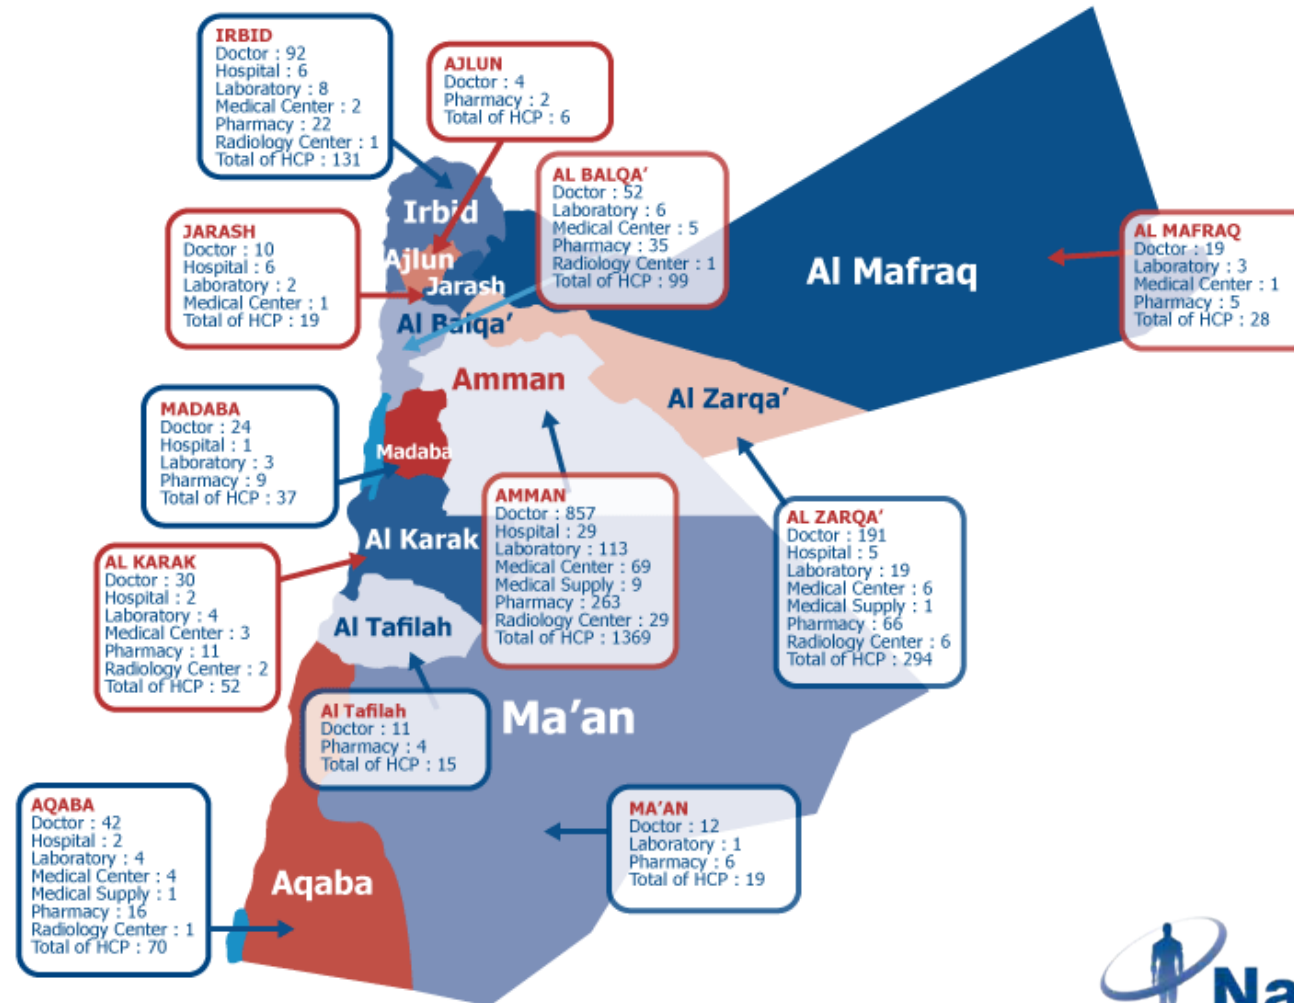 IRBID
Doctor : 92
Hospital : 6
Laboratory : 8
Medical Center : 2
Pharmacy : 22
Radiology Center : 1
Total of HCP : 131
AJLUN
Doctor : 4
Pharmacy : 2
Total of HCP : 6
AL BALQA’
Doctor : 52
Laboratory : 6
Medical Center : 5
Pharmacy : 35
Radiology Center : 1
Total of HCP : 99
JARASH
Doctor : 10
Hospital : 6
Laboratory : 2
Medical Center : 1
Total of HCP : 19
AL MAFRAQ
Doctor : 19
Laboratory : 3
Medical Center : 1
Pharmacy : 5
Total of HCP : 28
Irbid
Ajlun
Jarash
Al Balqa’
Al Mafraq
Amman
Al Zarqa’
Madaba
MADABA
Doctor : 24
Hospital : 1
Laboratory : 3
Pharmacy : 9
Total of HCP : 37
AMMAN
Doctor : 857
Hospital : 29
Laboratory : 113
Medical Center : 69
Medical Supply : 9
Pharmacy : 263
Radiology Center : 29
Total of HCP : 1369
AL ZARQA’
Doctor : 191
Hospital : 5
Laboratory : 19
Medical Center : 6
Medical Supply : 1
Pharmacy : 66
Radiology Center : 6
Total of HCP : 294
Al Karak
AL KARAK
Doctor : 30
Hospital : 2
Laboratory : 4
Medical Center : 3
Pharmacy : 11
Radiology Center : 2
Total of HCP : 52
Al Tafilah
Al Tafilah
Doctor : 11
Pharmacy : 4
Total of HCP : 15
Ma’an
AQABA
Doctor : 42
Hospital : 2
Laboratory : 4
Medical Center : 4
Medical Supply : 1
Pharmacy : 16
Radiology Center : 1
Total of HCP : 70
Aqaba
MA’AN
Doctor : 12
Laboratory : 1
Pharmacy : 6
Total of HCP : 19